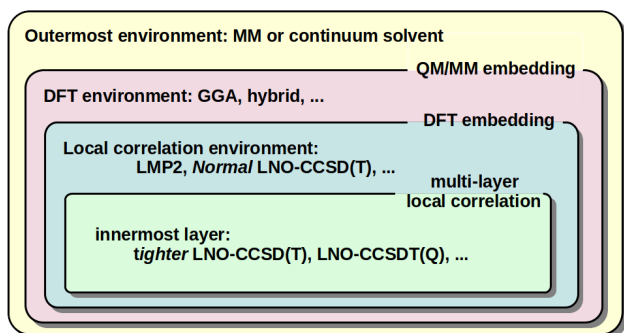 Outermost environment: MM or continuum solvent
QM/MM embedding
DFT environment: GGA, hybrid, ...
DFT embedding
Local correlation environment:
LMP2, Normal LNO-CCSD(T), ...
multi-layer
local correlation
innermost layer:
tighter LNO-CCSD(T), LNO-CCSDT(Q), ...